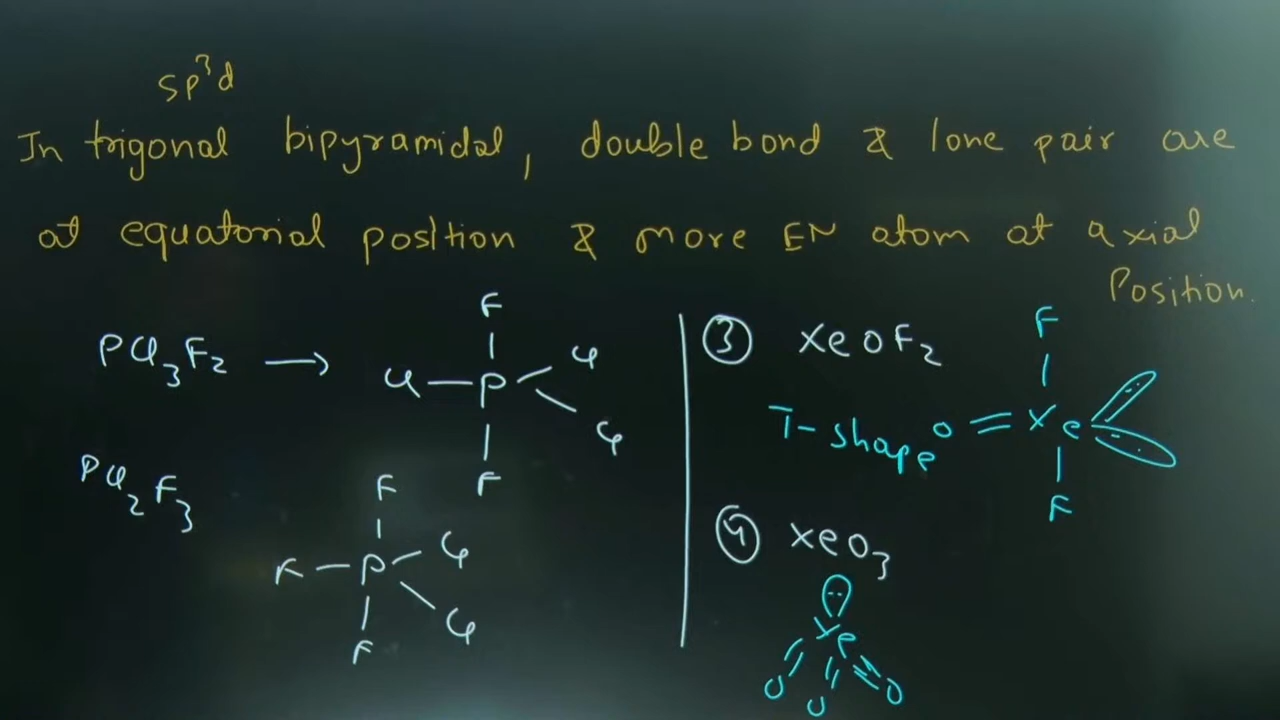 sp³d
In trigonal bipyramidal, double bond & lone pair are
at equatorial position & more EN atom at axial
Position.
PCl₃F₂ →
F
Cl — P Cl
Cl
F
PCl₂F₃
F
F — P Cl
Cl
F
③ XeOF₂
F
T-shape O = Xe
F
④ XeO₃
Xe
O O O